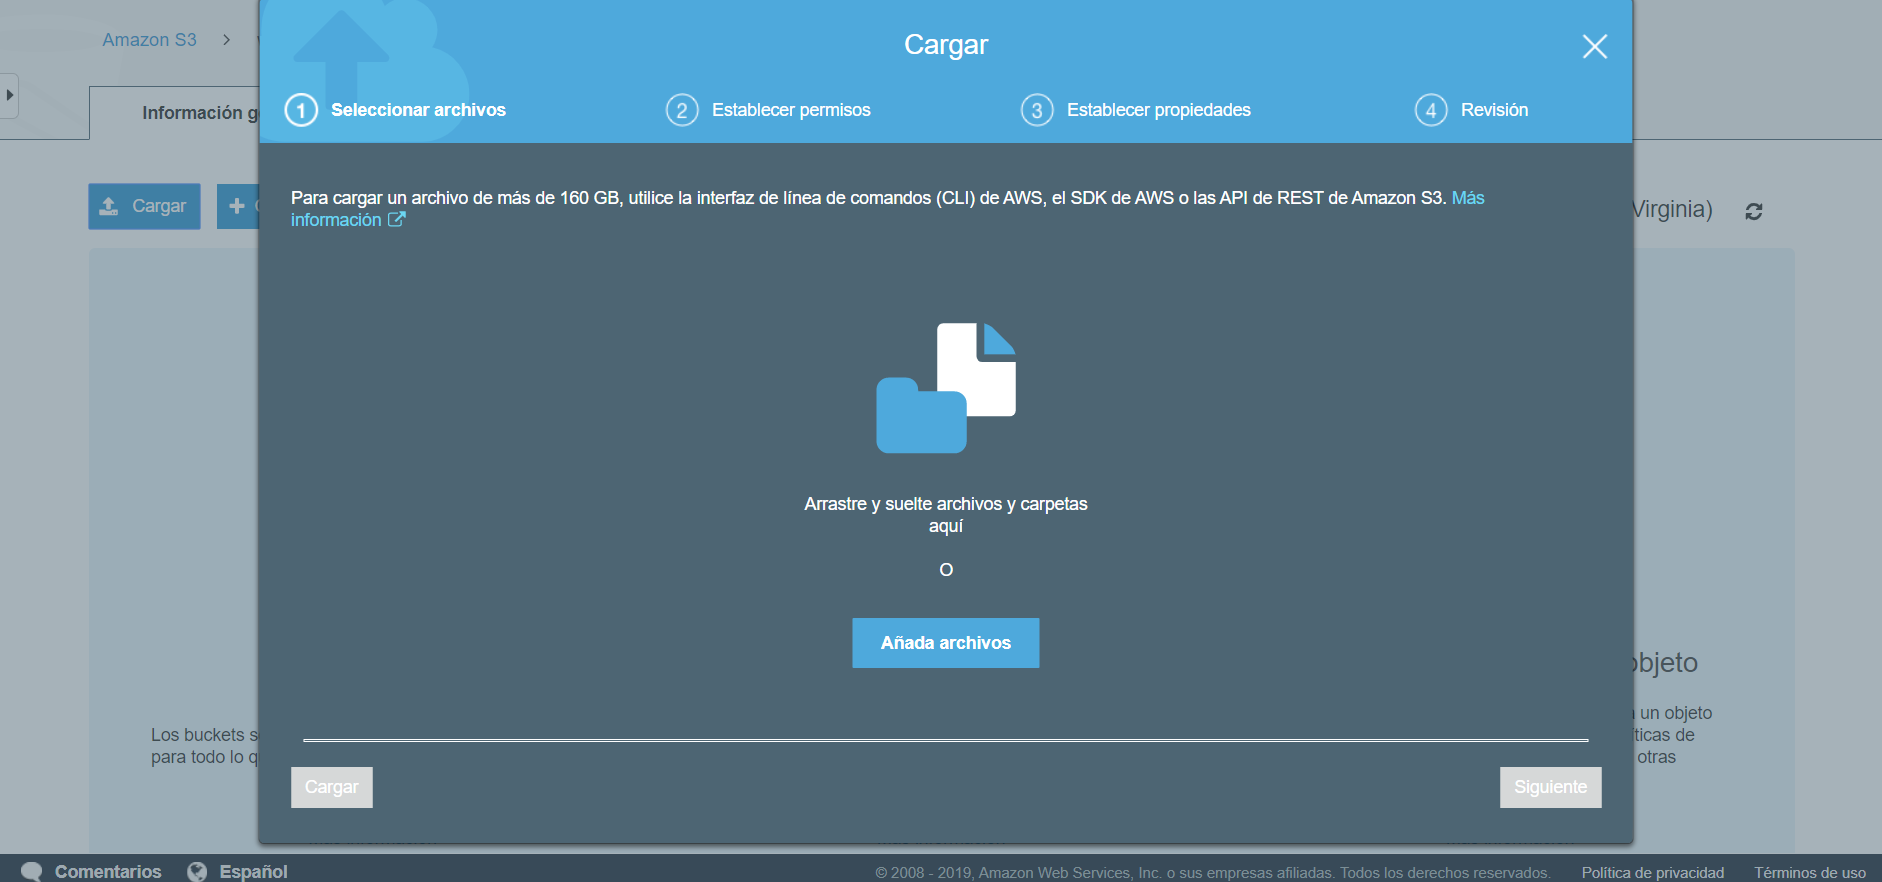 Amazon S3
Cargar
1 Seleccionar archivos
2 Establecer permisos
3 Establecer propiedades
4 Revisión
Información
Cargar
Virginia)
Para cargar un archivo de más de 160 GB, utilice la interfaz de línea de comandos (CLI) de AWS, el SDK de AWS o las API de REST de Amazon S3. Más
información
Arrastre y suelte archivos y carpetas
aquí
O
Añada archivos
objeto
Los buckets
para todo lo
un objeto
otras
Cargar
Siguiente
Comentarios
Español
© 2008 - 2019, Amazon Web Services, Inc. o sus empresas afiliadas. Todos los derechos reservados.
Política de privacidad
Términos de uso